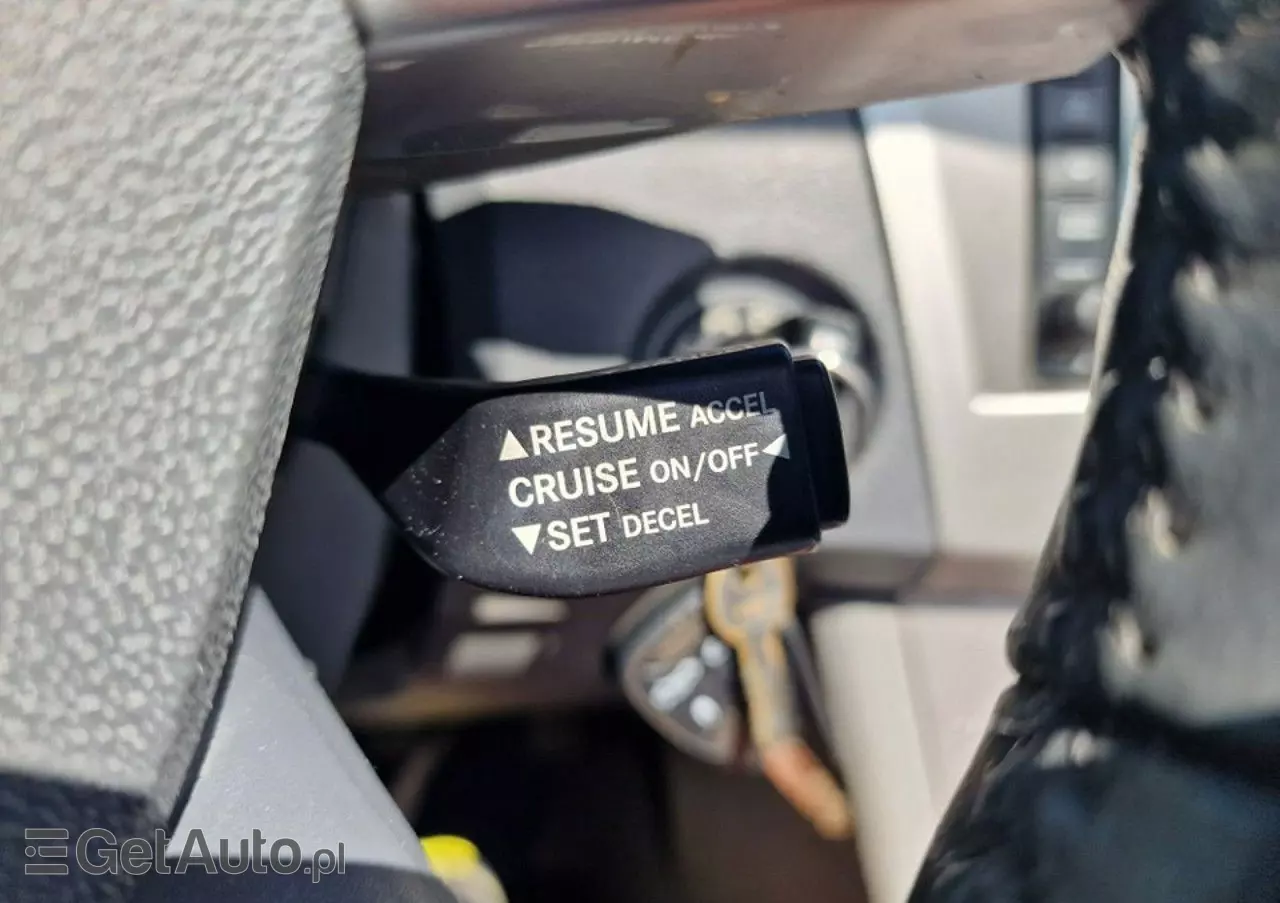 ▲RESUME ACCEL
CRUISE ON/OFF◀
▼SET DECEL
GetAuto.pl